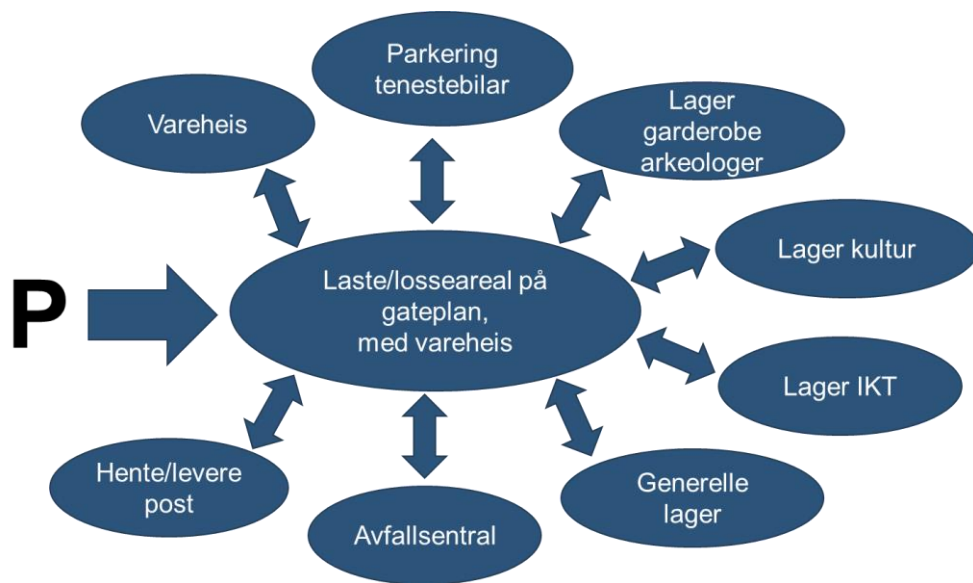 Parkering
tenestebilar
Vareheis
Lager
garderobe
arkeologer
Lager kultur
P
Laste/losseareal på
gateplan,
med vareheis
Lager IKT
Hente/levere
post
Generelle
lager
Avfallsentral